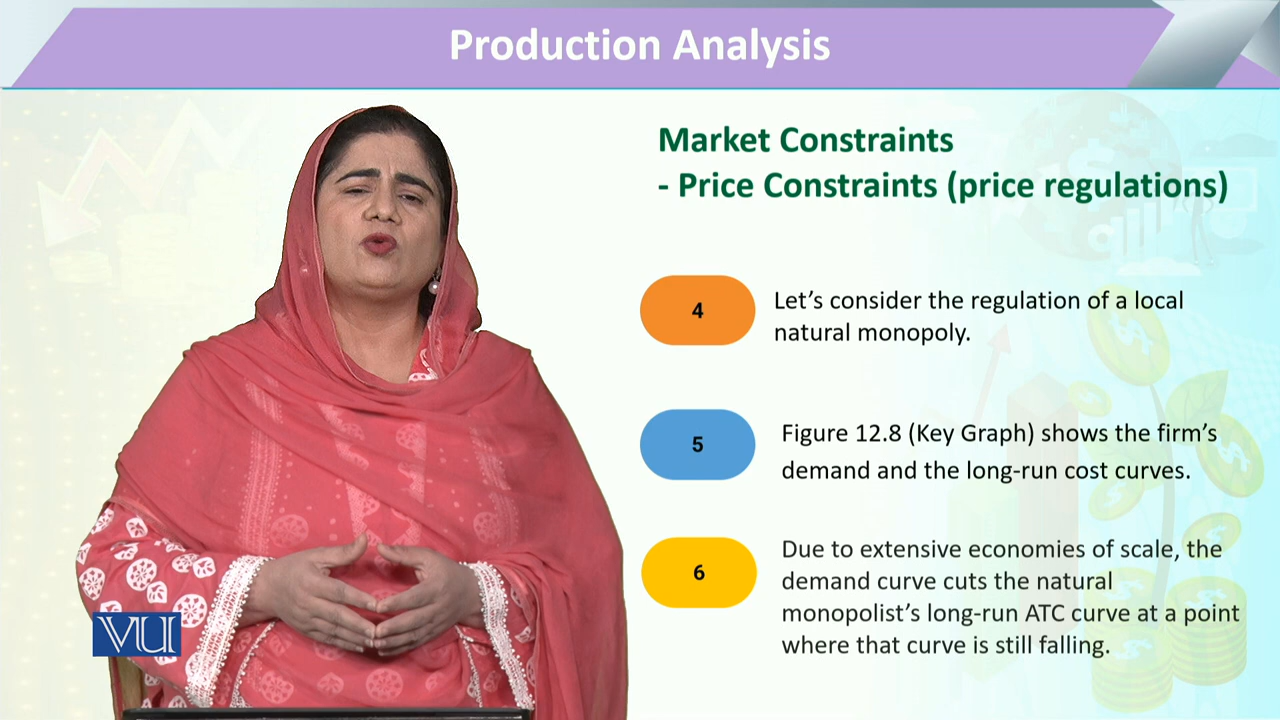 Production Analysis
Market Constraints
- Price Constraints (price regulations)
4
Let’s consider the regulation of a local
natural monopoly.
5
Figure 12.8 (Key Graph) shows the firm’s
demand and the long-run cost curves.
6
Due to extensive economies of scale, the
demand curve cuts the natural
monopolist’s long-run ATC curve at a point
where that curve is still falling.
VU